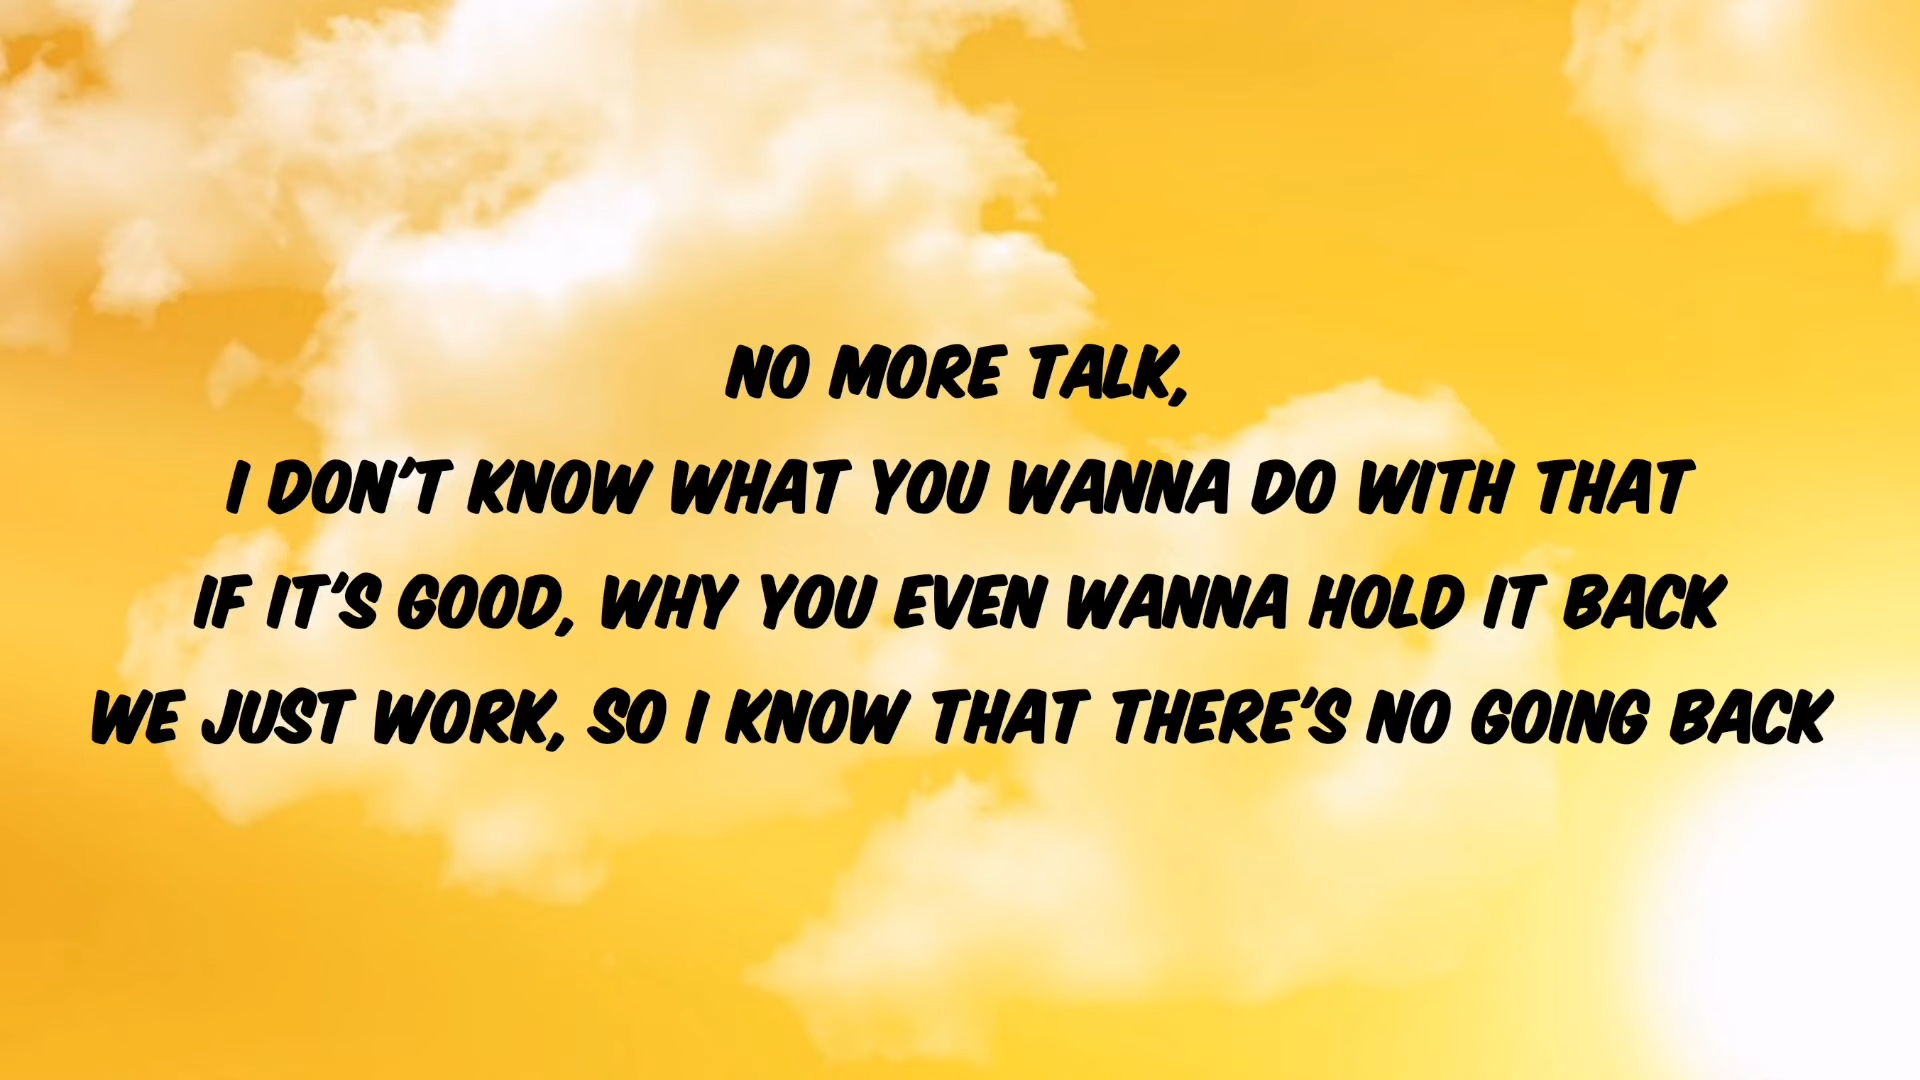 NO MORE TALK,
I DON'T KNOW WHAT YOU WANNA DO WITH THAT
IF IT'S GOOD, WHY YOU EVEN WANNA HOLD IT BACK
WE JUST WORK, SO I KNOW THAT THERE'S NO GOING BACK